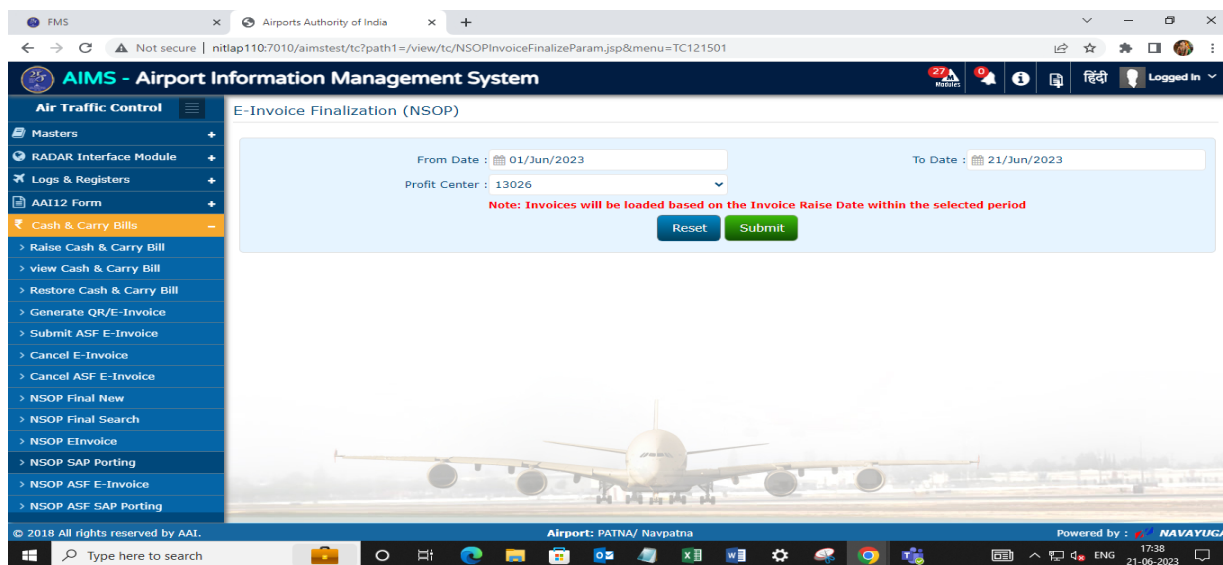 FMS
Airports Authority of India
Not secure | nitlap110:7010/aimstest/tc?path1=/view/tc/NSOPInvoiceFinalizeParam.jsp&menu=TC121501
AIMS - Airport Information Management System
27
Modules
0
हिंदी
Logged In
Air Traffic Control
E-Invoice Finalization (NSOP)
Masters +
RADAR Interface Module +
Logs & Registers +
AAI12 Form +
Cash & Carry Bills -
> Raise Cash & Carry Bill
> view Cash & Carry Bill
> Restore Cash & Carry Bill
> Generate QR/E-Invoice
> Submit ASF E-Invoice
> Cancel E-Invoice
> Cancel ASF E-Invoice
> NSOP Final New
> NSOP Final Search
> NSOP EInvoice
> NSOP SAP Porting
> NSOP ASF E-Invoice
> NSOP ASF SAP Porting
From Date : 01/Jun/2023
To Date : 21/Jun/2023
Profit Center : 13026
Note: Invoices will be loaded based on the Invoice Raise Date within the selected period
Reset
Submit
© 2018 All rights reserved by AAI.
Airport: PATNA/ Navpatna
Powered by : NAVAYUGA
Type here to search
ENG
17:38
21-06-2023